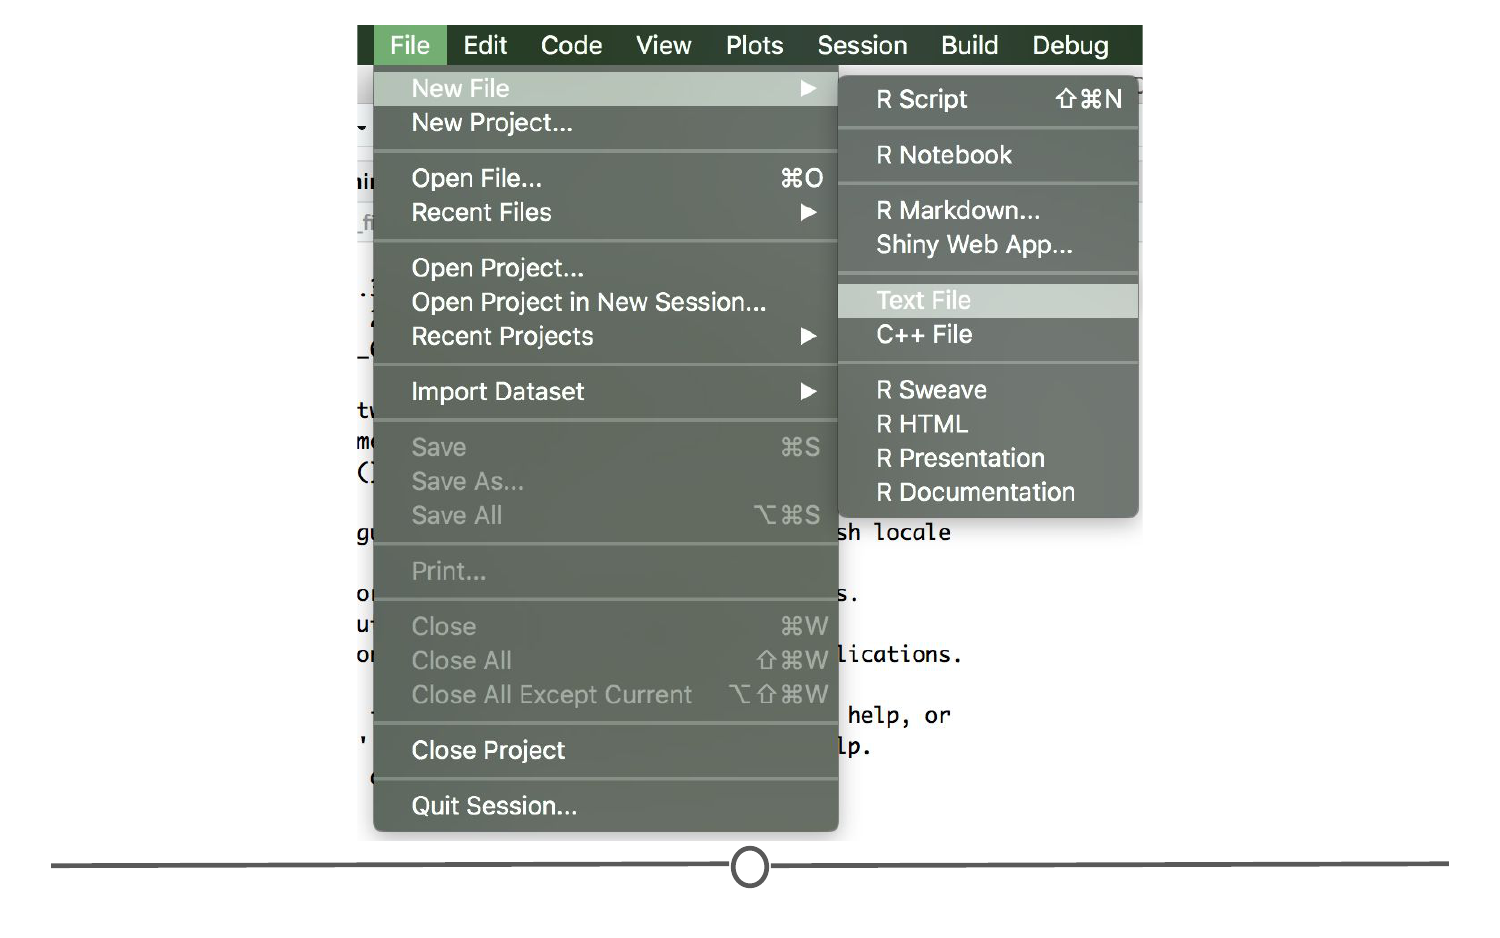 File Edit Code View Plots Session Build Debug
New File ▶
New Project...
Open File... ⌘O
Recent Files ▶
Open Project...
Open Project in New Session...
Recent Projects ▶
Import Dataset ▶
Save ⌘S
Save As...
Save All ⌥⌘S
Print...
Close ⌘W
Close All ⇧⌘W
Close All Except Current ⌥⇧⌘W
Close Project
Quit Session...
R Script ⇧⌘N
R Notebook
R Markdown...
Shiny Web App...
Text File
C++ File
R Sweave
R HTML
R Presentation
R Documentation
locale
help, or